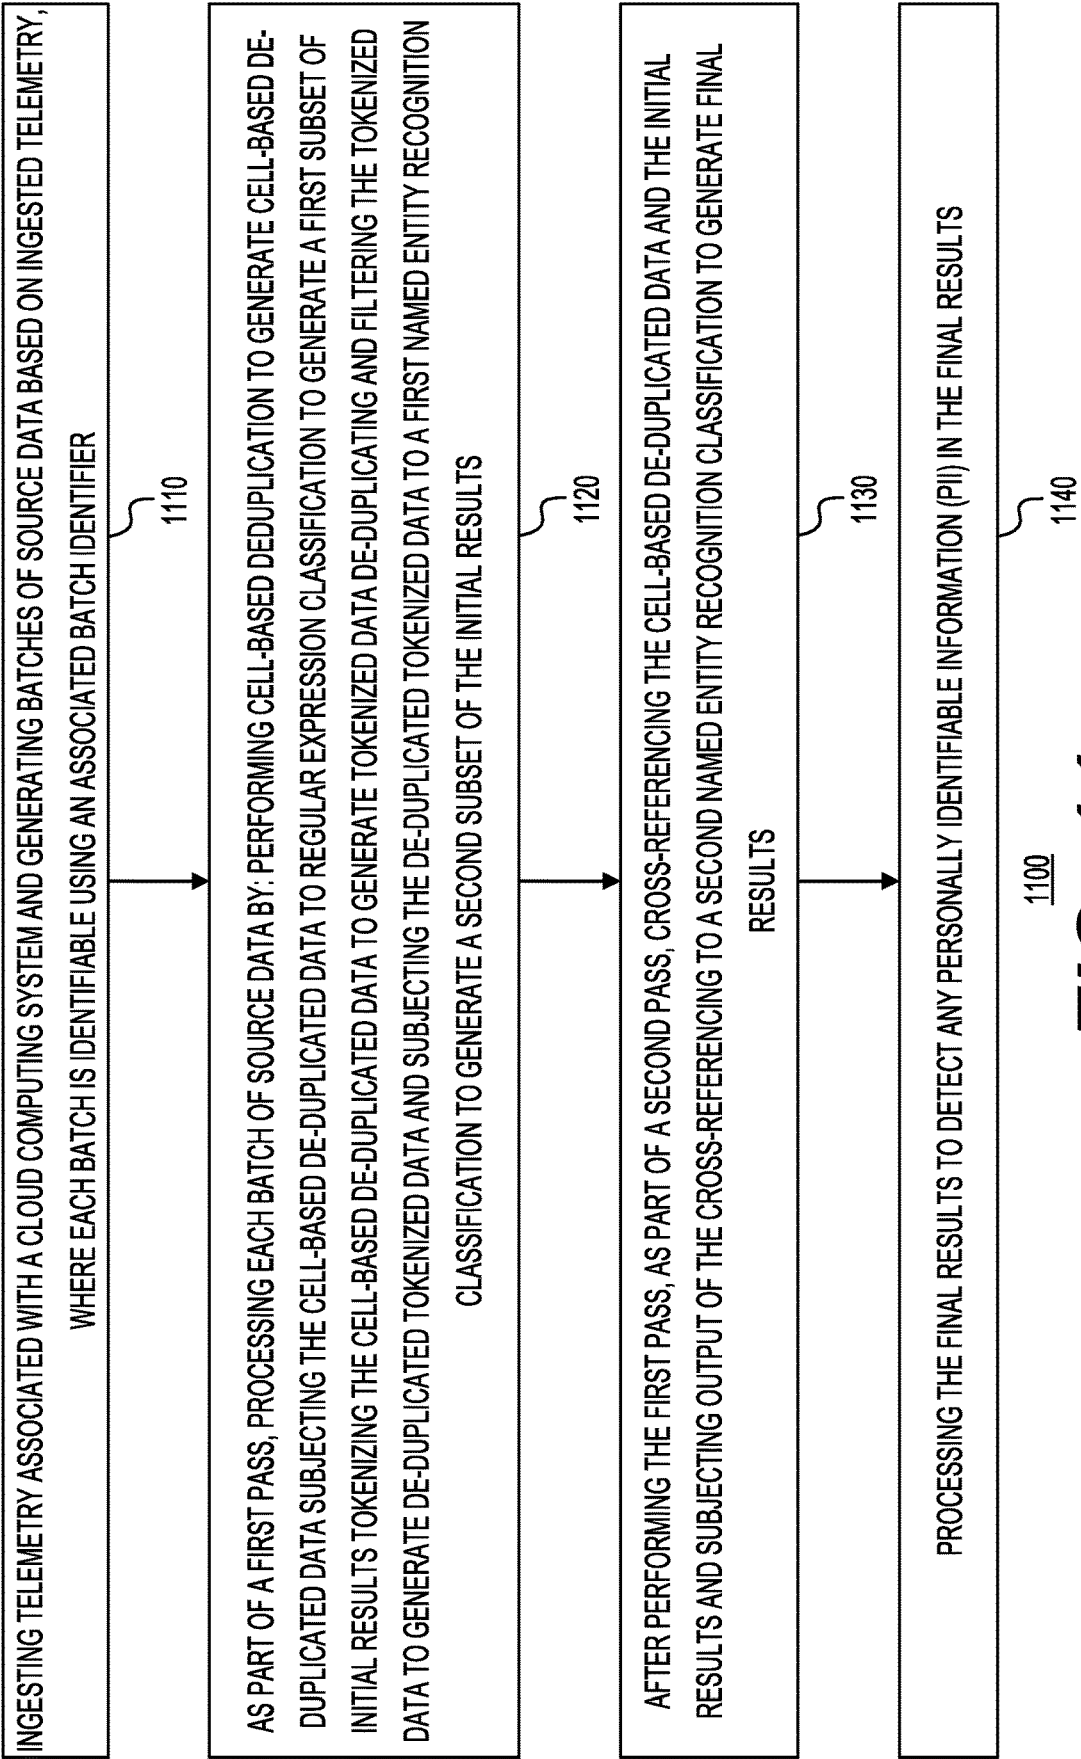 INGESTING TELEMETRY ASSOCIATED WITH A CLOUD COMPUTING SYSTEM AND GENERATING BATCHES OF SOURCE DATA BASED ON INGESTED TELEMETRY,
WHERE EACH BATCH IS IDENTIFIABLE USING AN ASSOCIATED BATCH IDENTIFIER
1110
AS PART OF A FIRST PASS, PROCESSING EACH BATCH OF SOURCE DATA BY: PERFORMING CELL-BASED DEDUPLICATION TO GENERATE CELL-BASED DE-
DUPLICATED DATA SUBJECTING THE CELL-BASED DE-DUPLICATED DATA TO REGULAR EXPRESSION CLASSIFICATION TO GENERATE A FIRST SUBSET OF
INITIAL RESULTS TOKENIZING THE CELL-BASED DE-DUPLICATED DATA TO GENERATE TOKENIZED DATA DE-DUPLICATING AND FILTERING THE TOKENIZED
DATA TO GENERATE DE-DUPLICATED TOKENIZED DATA AND SUBJECTING THE DE-DUPLICATED TOKENIZED DATA TO A FIRST NAMED ENTITY RECOGNITION
CLASSIFICATION TO GENERATE A SECOND SUBSET OF THE INITIAL RESULTS
1120
AFTER PERFORMING THE FIRST PASS, AS PART OF A SECOND PASS, CROSS-REFERENCING THE CELL-BASED DE-DUPLICATED DATA AND THE INITIAL
RESULTS AND SUBJECTING OUTPUT OF THE CROSS-REFERENCING TO A SECOND NAMED ENTITY RECOGNITION CLASSIFICATION TO GENERATE FINAL
RESULTS
1130
PROCESSING THE FINAL RESULTS TO DETECT ANY PERSONALLY IDENTIFIABLE INFORMATION (PII) IN THE FINAL RESULTS
1140
1100